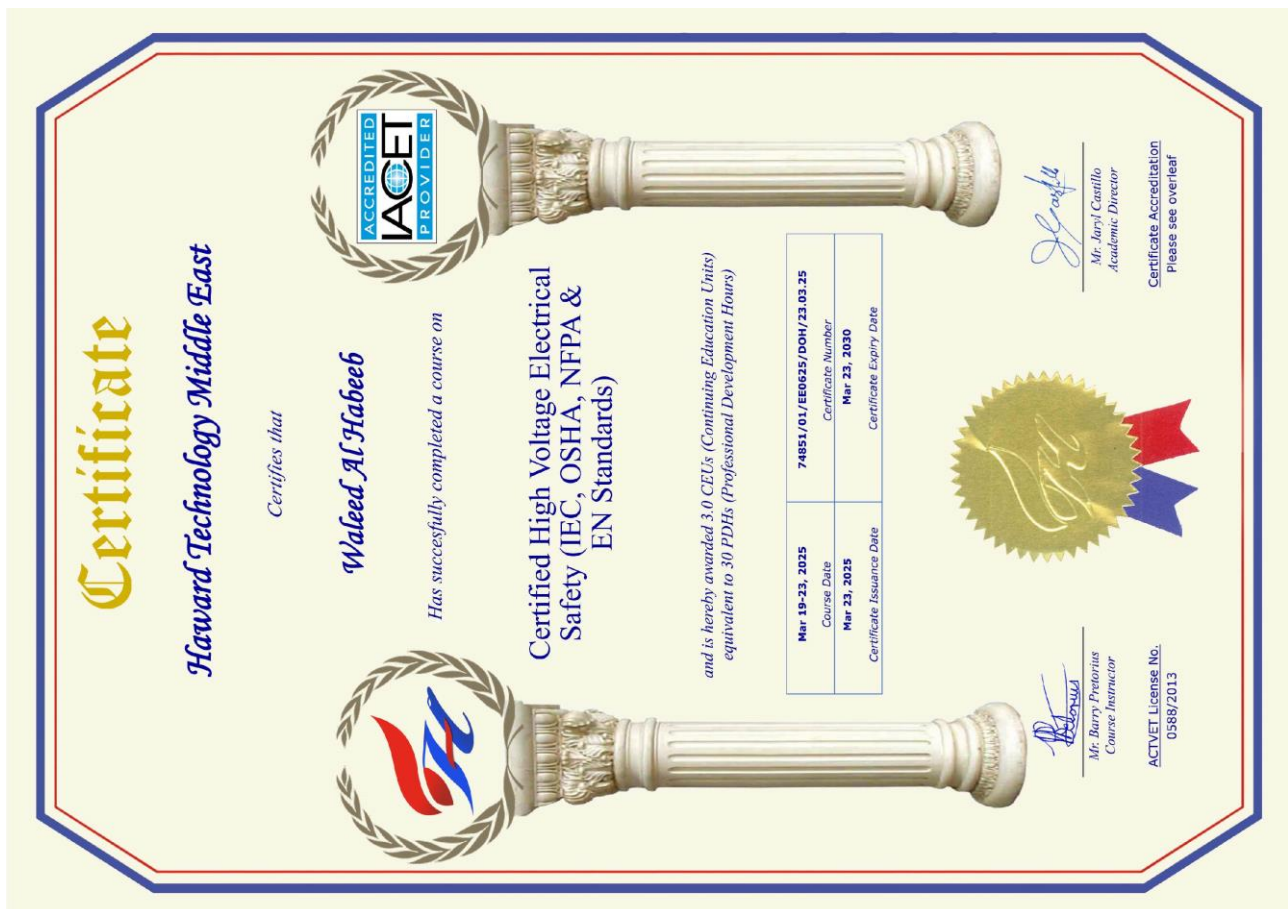 Certificate
Haward Technology Middle East
Certifies that
ACCREDITED
IACET
PROVIDER
Waleed Al Habeeb
Has succesfully completed a course on
Certified High Voltage Electrical
Safety (IEC, OSHA, NFPA &
EN Standards)
and is hereby awarded 3.0 CEUs (Continuing Education Units)
equivalent to 30 PDHs (Professional Development Hours)
Mar 19-23, 2025
74851/01/EE0625/DOH/23.03.25
Course Date
Certificate Number
Mar 23, 2025
Mar 23, 2030
Certificate Issuance Date
Certificate Expiry Date
Mr. Barry Pretorius
Course Instructor
Mr. Jaryl Castillo
Academic Director
ACTVET License No.
0588/2013
Certificate Accreditation
Please see overleaf